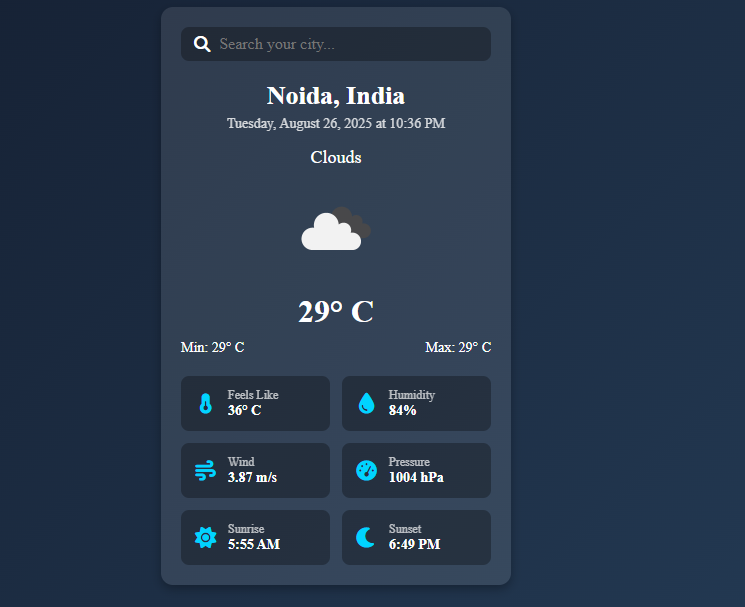 Search your city...
Noida, India
Tuesday, August 26, 2025 at 10:36 PM
Clouds
29° C
Min: 29° C
Max: 29° C
Feels Like
36° C
Humidity
84%
Wind
3.87 m/s
Pressure
1004 hPa
Sunrise
5:55 AM
Sunset
6:49 PM